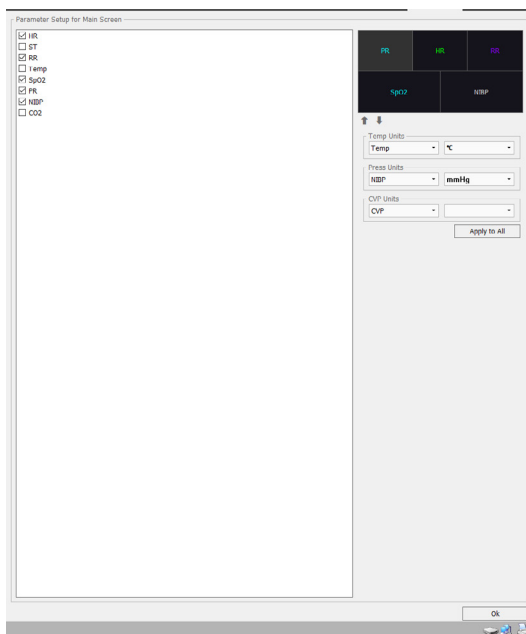 Parameter Setup for Main Screen
HR
ST
RR
Temp
SpO2
PR
NIBP
CO2
PR HR RR
SpO2 NIBP
Temp Units
Temp ℃
Press Units
NIBP mmHg
CVP Units
CVP
Apply to All
Ok